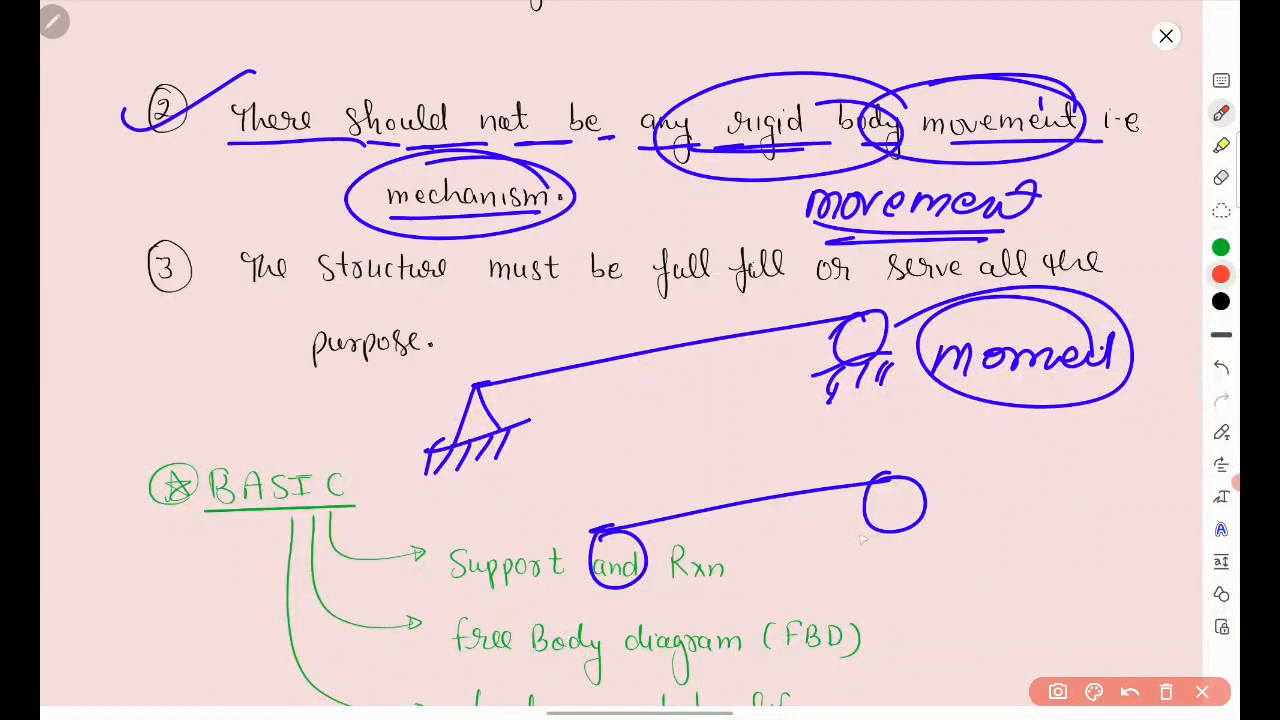 ② There should not be any rigid body movement i-e
mechanism.
movement
③ The structure must be full fall or serve all the
purpose.
moment
BASIC
Support and Rxn
free Body diagram (FBD)